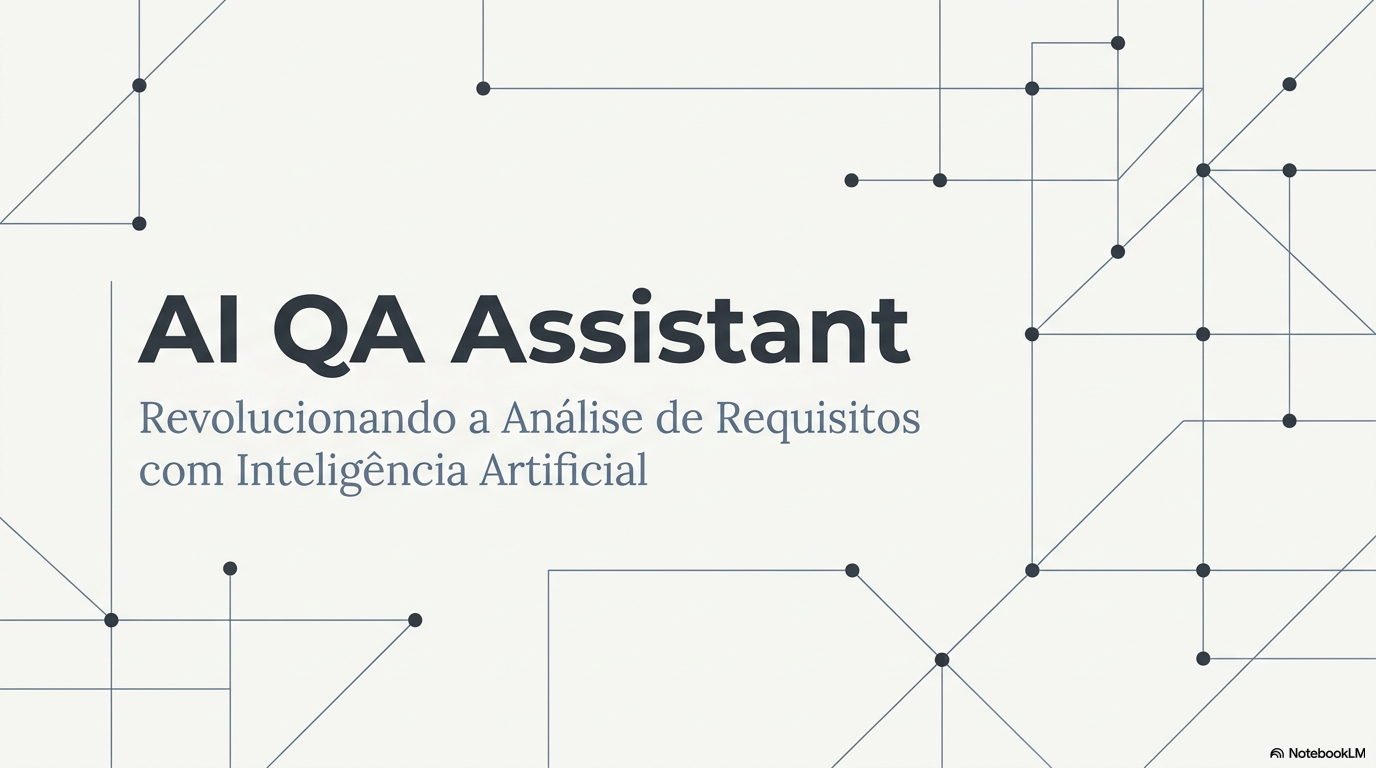 AI QA Assistant
Revolucionando a Análise de Requisitos
com Inteligência Artificial
NotebookLM